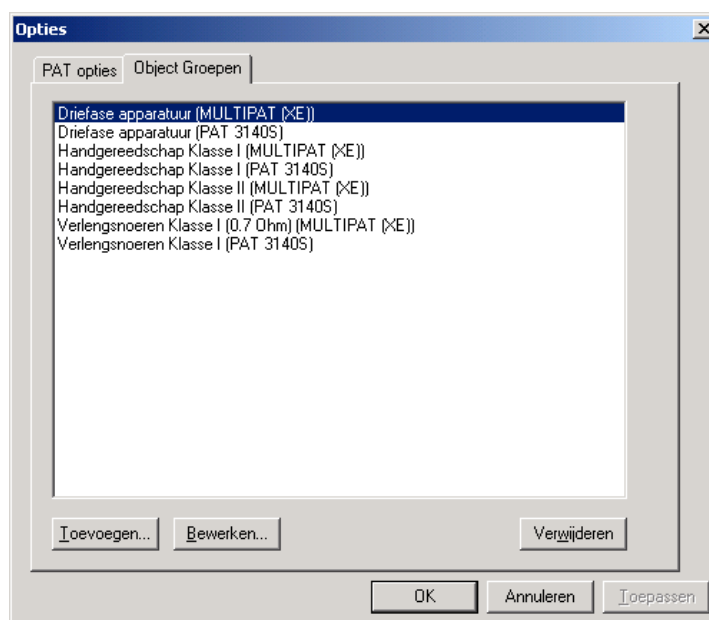 Opties
PAT opties Object Groepen
Driefase apparatuur (MULTIPAT (XE))
Driefase apparatuur (PAT 3140S)
Handgereedschap Klasse I (MULTIPAT (XE))
Handgereedschap Klasse I (PAT 3140S)
Handgereedschap Klasse II (MULTIPAT (XE))
Handgereedschap Klasse II (PAT 3140S)
Verlengsnoeren Klasse I (0.7 Ohm) (MULTIPAT (XE))
Verlengsnoeren Klasse I (PAT 3140S)
Toevoegen... Bewerken... Verwijderen
OK Annuleren Toepassen